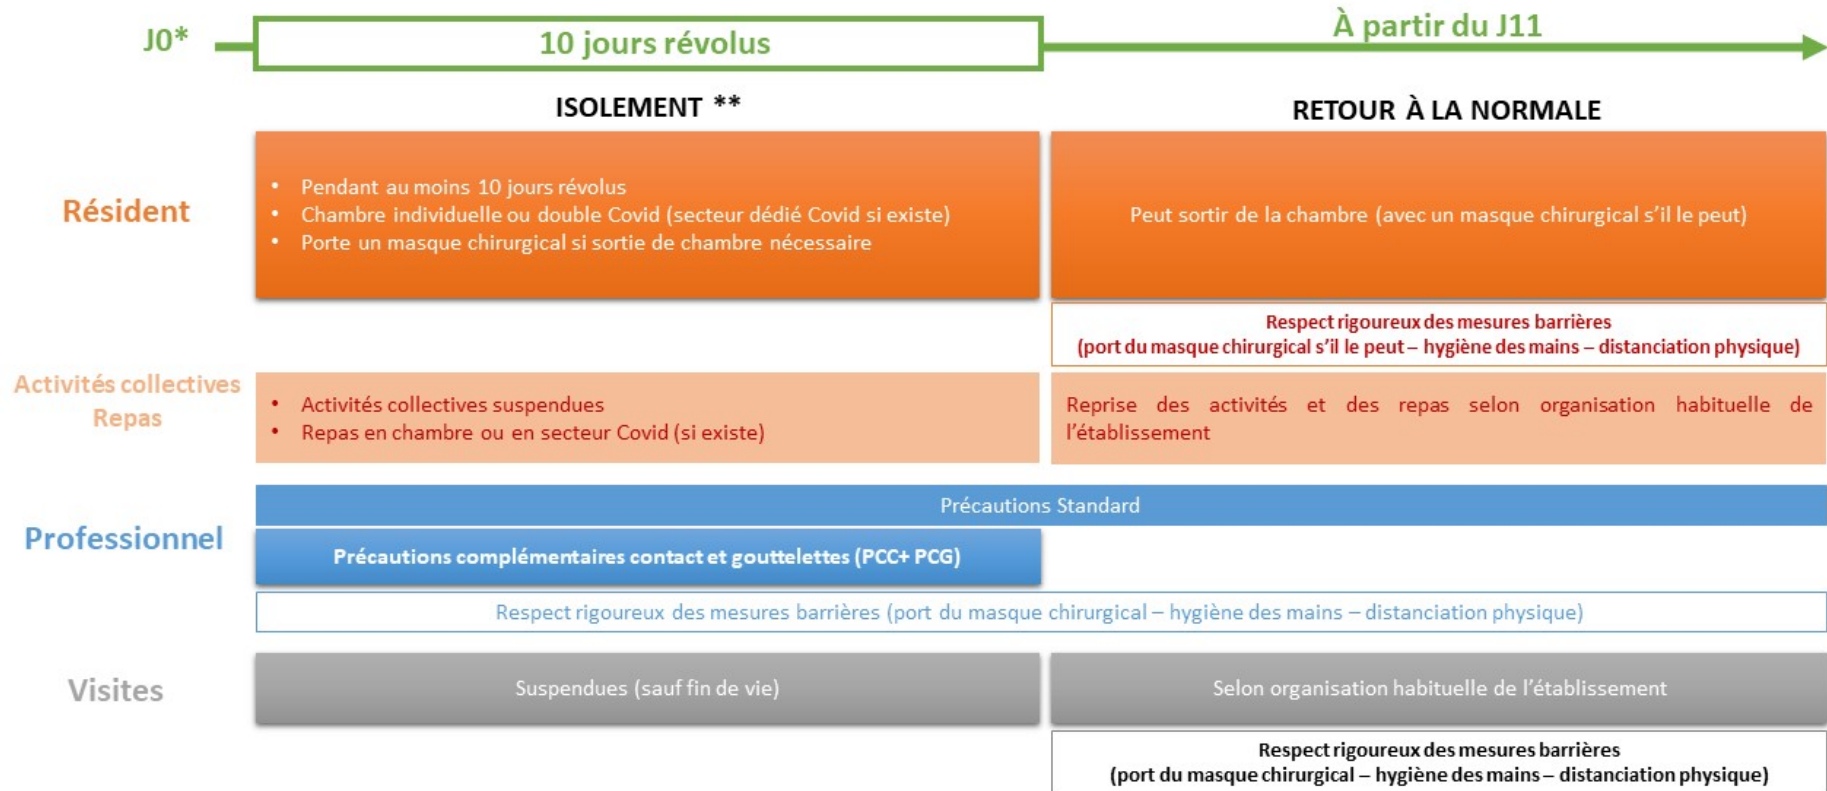 J0*
10 jours révolus
À partir du J11
ISOLEMENT **
RETOUR À LA NORMALE
Résident
• Pendant au moins 10 jours révolus
• Chambre individuelle ou double Covid (secteur dédié Covid si existe)
• Porte un masque chirurgical si sortie de chambre nécessaire
Peut sortir de la chambre (avec un masque chirurgical s’il le peut)
Respect rigoureux des mesures barrières
(port du masque chirurgical s’il le peut – hygiène des mains – distanciation physique)
Activités collectives
Repas
• Activités collectives suspendues
• Repas en chambre ou en secteur Covid (si existe)
Reprise des activités et des repas selon organisation habituelle de
l’établissement
Professionnel
Précautions Standard
Précautions complémentaires contact et gouttelettes (PCC+ PCG)
Respect rigoureux des mesures barrières (port du masque chirurgical – hygiène des mains – distanciation physique)
Visites
Suspendues (sauf fin de vie)
Selon organisation habituelle de l’établissement
Respect rigoureux des mesures barrières
(port du masque chirurgical – hygiène des mains – distanciation physique)